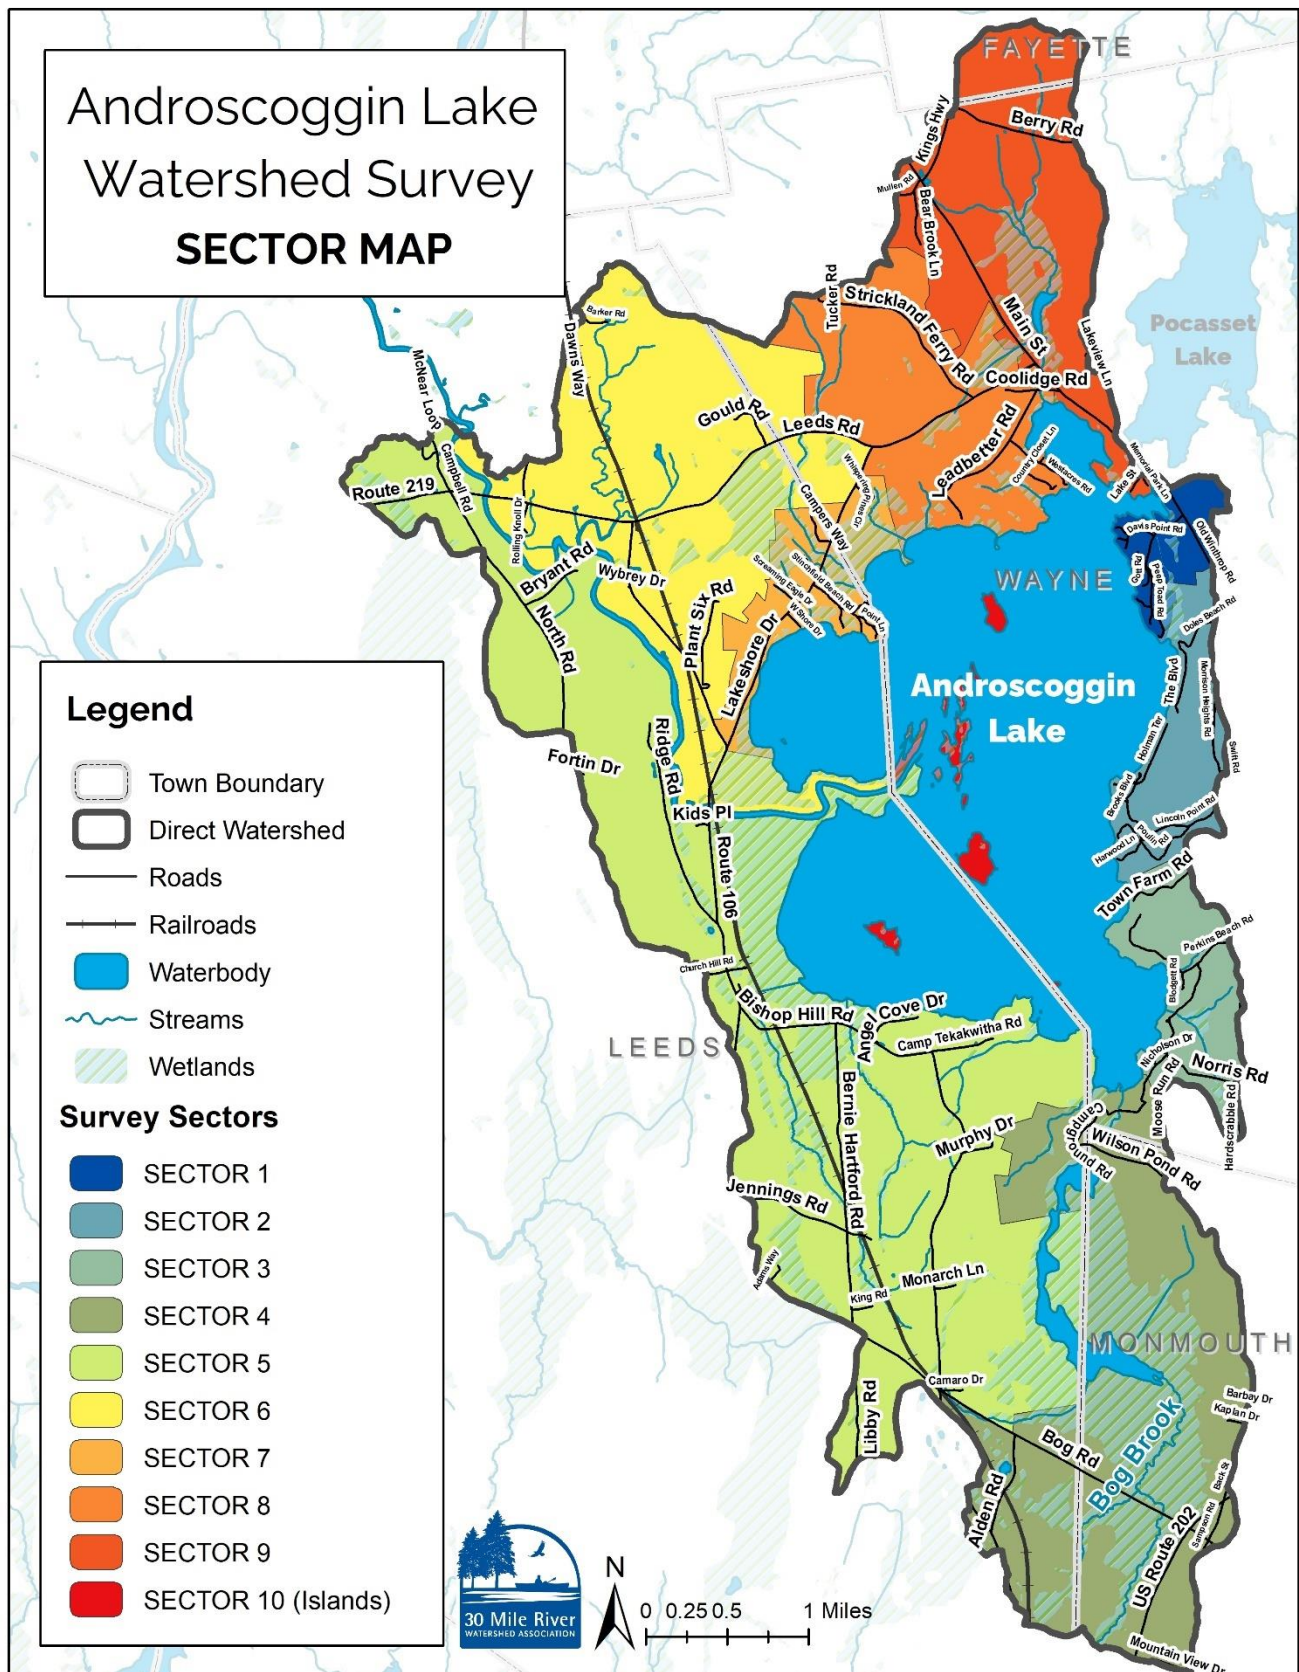 Androscoggin Lake
Watershed Survey
SECTOR MAP
FAYETTE
Berry Rd
Kings Hwy
Mullen Rd
Bear Brook Ln
Tucker Rd
Strickland Ferry Rd
Main St
Lakeview Ln
Pocasset
Lake
Barker Rd
Dawns Way
McNear Loop
Coolidge Rd
Gould Rd
Leeds Rd
Leadbetter Rd
Country Closet Ln
Westacres Rd
Memorial Park Ln
Lake St
Campbell Rd
Route 219
Rolling Knoll Dr
Whispering Pines Cir
Campers Way
Davis Point Rd
Old Winthrop Rd
Bryant Rd
Wybrey Dr
Screaming Eagle Dr
Stinchfield Beach Rd
W Shore Dr
Point Ln
WAYNE
Gott Rd
Peep Toad Rd
Doles Beach Rd
North Rd
Plant Six Rd
Lakeshore Dr
Androscoggin
Lake
The Blvd
Morrison Heights Rd
Holman Ter
Swift Rd
Fortin Dr
Ridge Rd
Kids Pl
Brooks Blvd
Lincoln Point Rd
Poulin Rd
Harwood Ln
Route 106
Town Farm Rd
Perkins Beach Rd
Blodgett Rd
Church Hill Rd
Bishop Hill Rd
Angel Cove Dr
Camp Tekakwitha Rd
LEEDS
Nicholson Dr
Norris Rd
Moose Run Rd
Hardscrabble Rd
Bernie Hartford Rd
Murphy Dr
Campground Rd
Wilson Pond Rd
Jennings Rd
Adams Way
Monarch Ln
King Rd
MONMOUTH
Camaro Dr
Libby Rd
Barbay Dr
Kaplan Dr
Bog Rd
Bog Brook
Alden Rd
Back St
Sampson Rd
US Route 202
Mountain View Dr
Legend
Town Boundary
Direct Watershed
Roads
Railroads
Waterbody
Streams
Wetlands
Survey Sectors
SECTOR 1
SECTOR 2
SECTOR 3
SECTOR 4
SECTOR 5
SECTOR 6
SECTOR 7
SECTOR 8
SECTOR 9
SECTOR 10 (Islands)
30 Mile River
WATERSHED ASSOCIATION
N
0 0.25 0.5 1 Miles